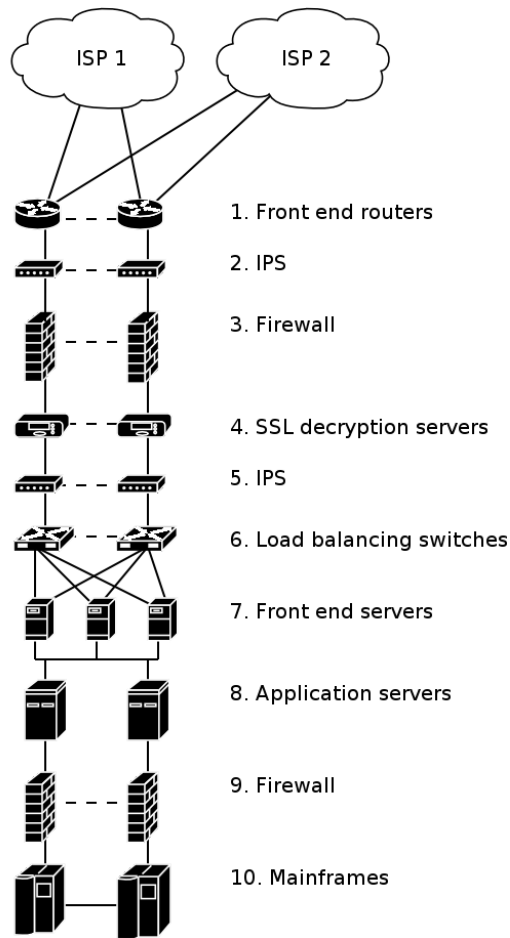 ISP 1
ISP 2
1. Front end routers
2. IPS
3. Firewall
4. SSL decryption servers
5. IPS
6. Load balancing switches
7. Front end servers
8. Application servers
9. Firewall
10. Mainframes